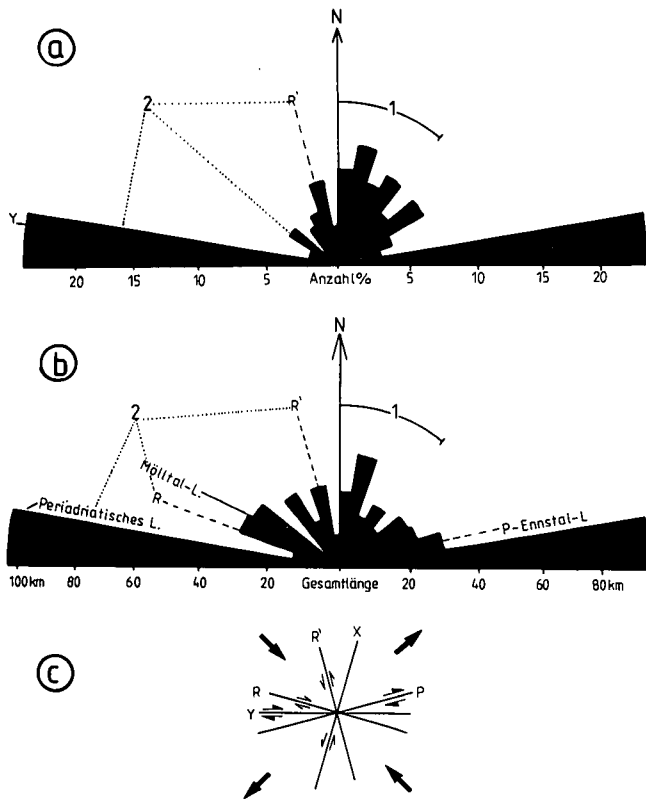 a
N
2
R'
1
Y
20 15 10 5 Anzahl% 5 10 15 20
b
N
2
R'
1
Mölltal-L.
R
Periadriatisches L.
P-Ennstal-L
100km 80 60 40 20 Gesamtlänge 20 40 60 80km
c
R' X
R P
Y